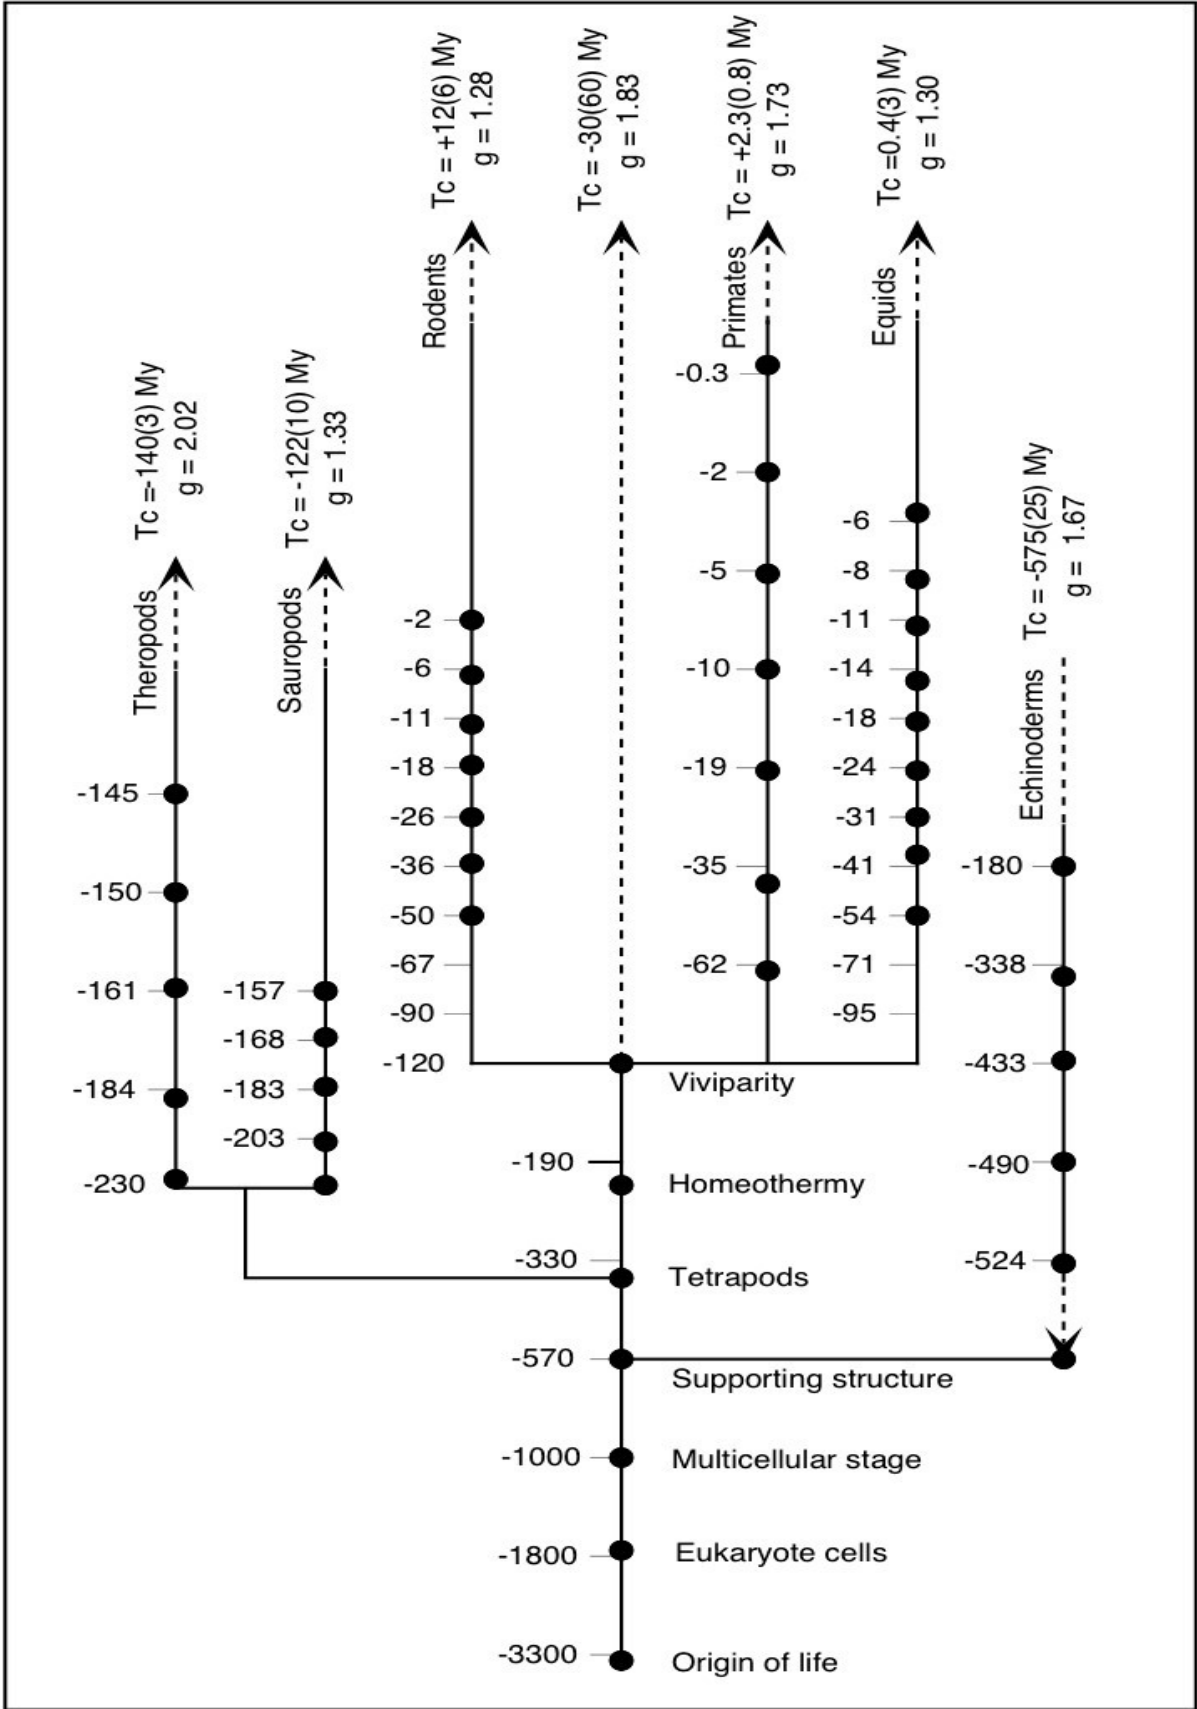 Tc =-140(3) My
g = 2.02
Theropods
-145
-150
-161
-184
-230
Tc = -122(10) My
g = 1.33
Sauropods
-157
-168
-183
-203
Tc = +12(6) My
g = 1.28
Rodents
-2
-6
-11
-18
-26
-36
-50
-67
-90
-120
Tc = -30(60) My
g = 1.83
Viviparity
-190
Homeothermy
-330
Tetrapods
-570
Supporting structure
-1000
Multicellular stage
-1800
Eukaryote cells
-3300
Origin of life
Tc = +2.3(0.8) My
g = 1.73
Primates
-0.3
-2
-5
-10
-19
-35
-62
Tc =0.4(3) My
g = 1.30
Equids
-6
-8
-11
-14
-18
-24
-31
-41
-54
-71
-95
Tc = -575(25) My
g = 1.67
Echinoderms
-180
-338
-433
-490
-524